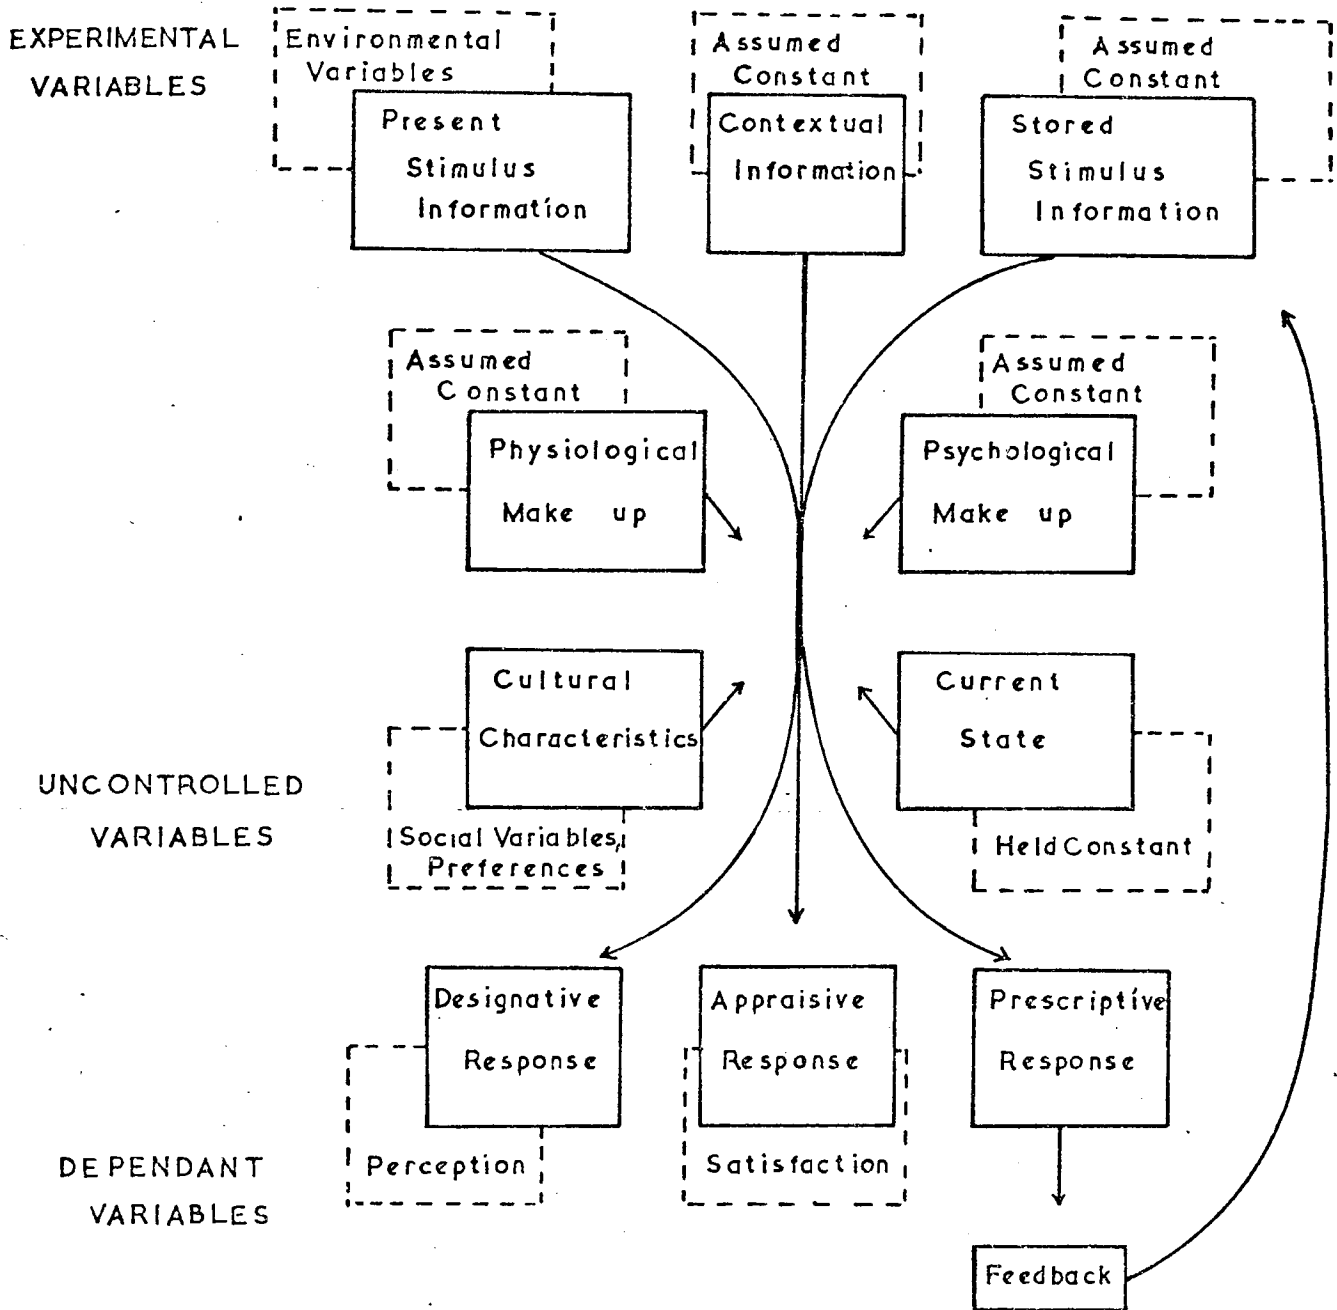 EXPERIMENTAL
VARIABLES
Environmental
Variables
Present
Stimulus
Information
Assumed
Constant
Contextual
Information
Assumed
Constant
Stored
Stimulus
Information
Assumed
Constant
Physiological
Make up
Assumed
Constant
Psychological
Make up
Cultural
Characteristics
Social Variables,
Preferences
Current
State
Held Constant
UNCONTROLLED
VARIABLES
Designative
Response
Perception
Appraisive
Response
Satisfaction
Prescriptive
Response
DEPENDANT
VARIABLES
Feedback